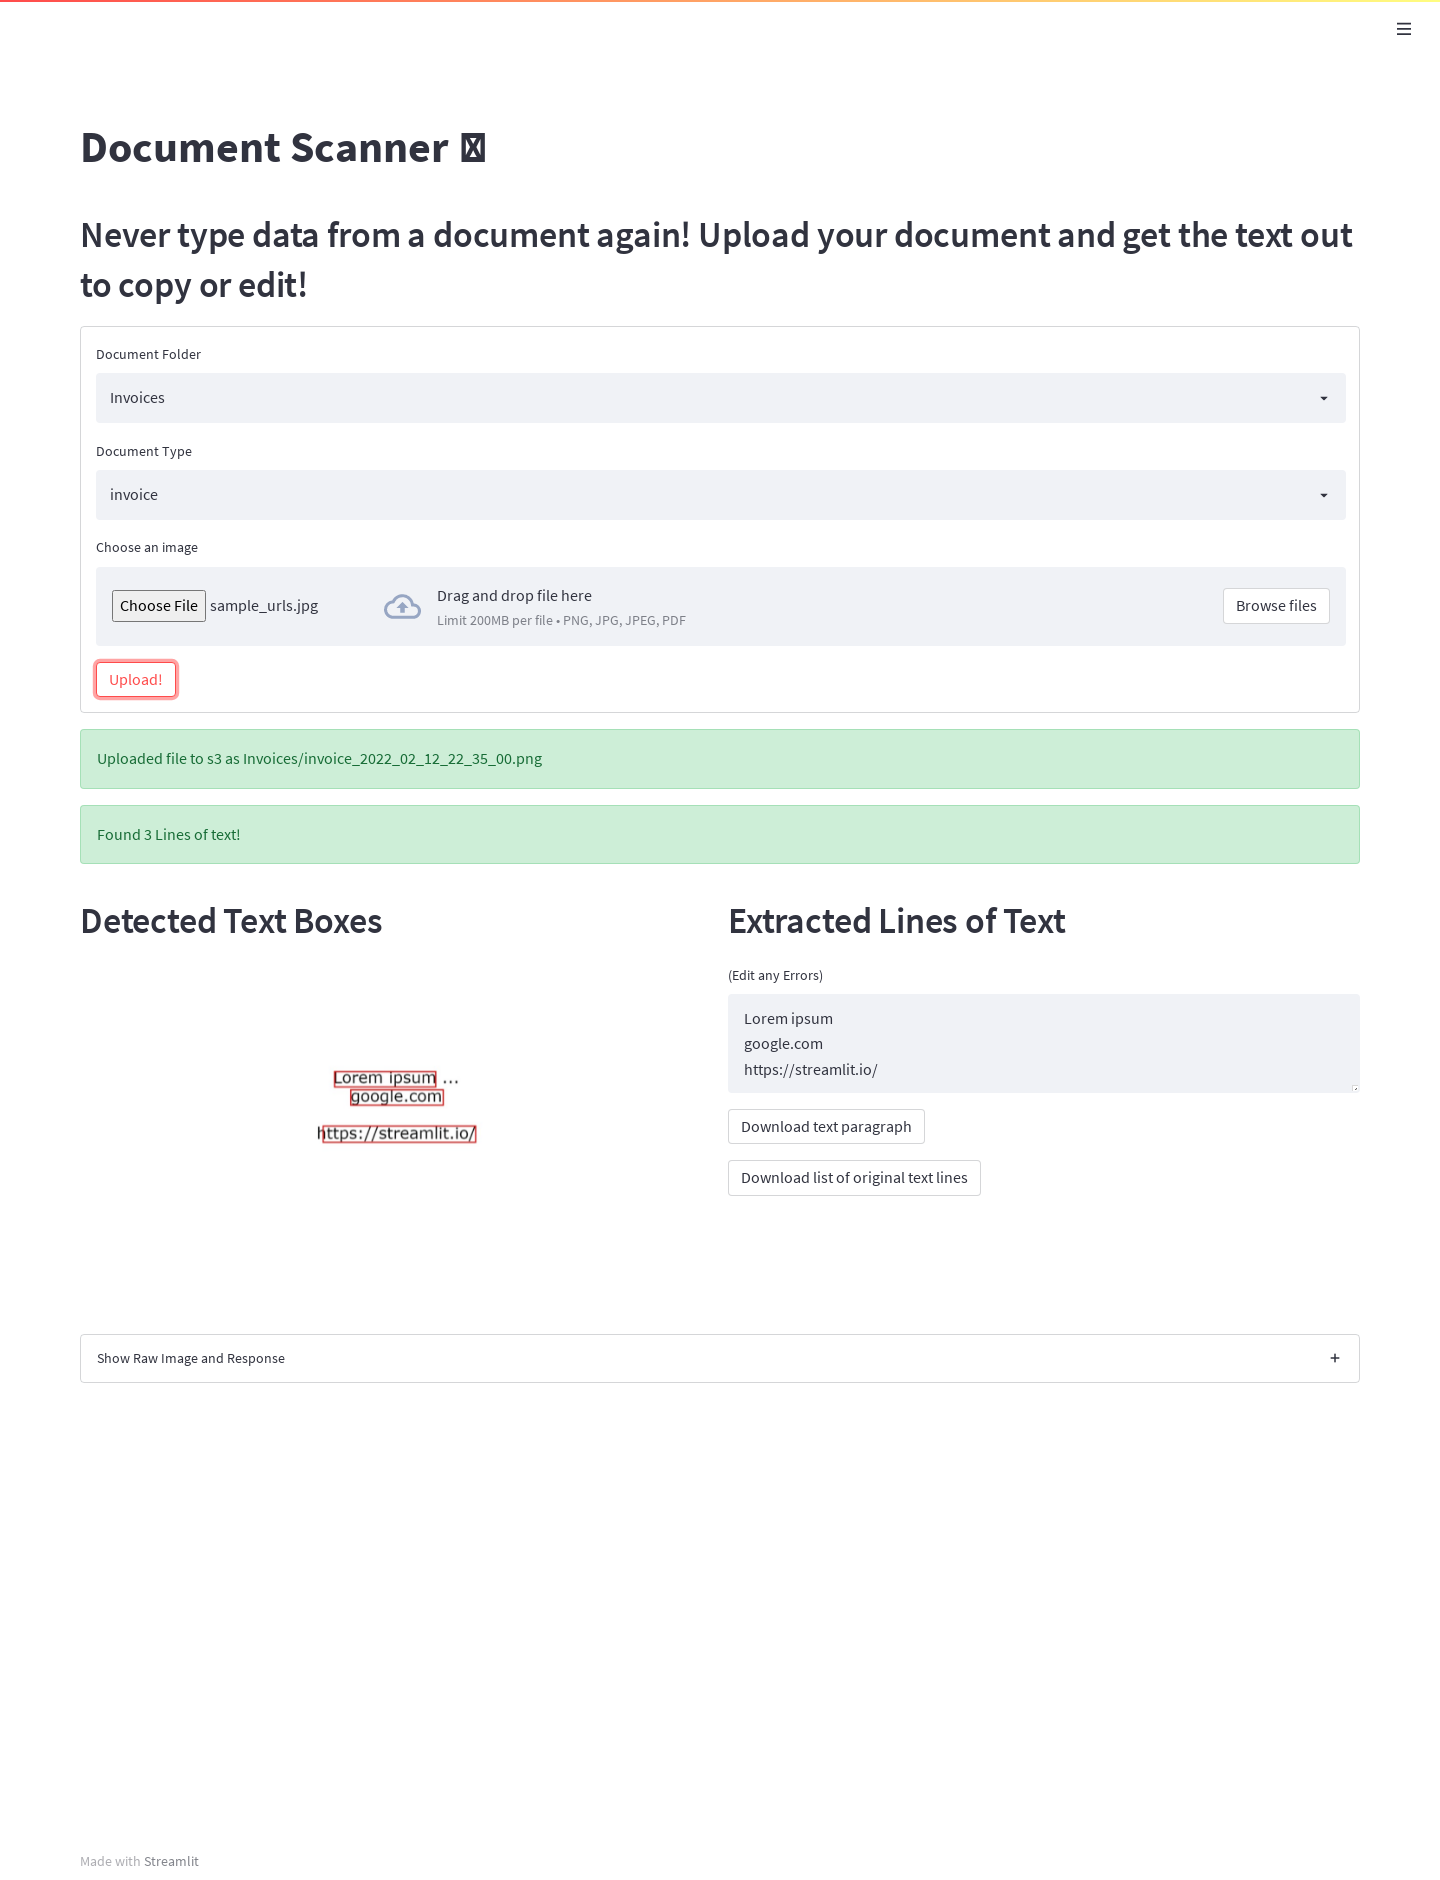 Document Scanner
Never type data from a document again! Upload your document and get the text out
to copy or edit!
Document Folder
Invoices
Document Type
invoice
Choose an image
Choose File sample_urls.jpg
Drag and drop file here
Limit 200MB per file • PNG, JPG, JPEG, PDF
Browse files
Upload!
Uploaded file to s3 as Invoices/invoice_2022_02_12_22_35_00.png
Found 3 Lines of text!
Detected Text Boxes
Lorem ipsum ...
google.com
https://streamlit.io/
Extracted Lines of Text
(Edit any Errors)
Lorem ipsum
google.com
https://streamlit.io/
Download text paragraph
Download list of original text lines
Show Raw Image and Response
Made with Streamlit